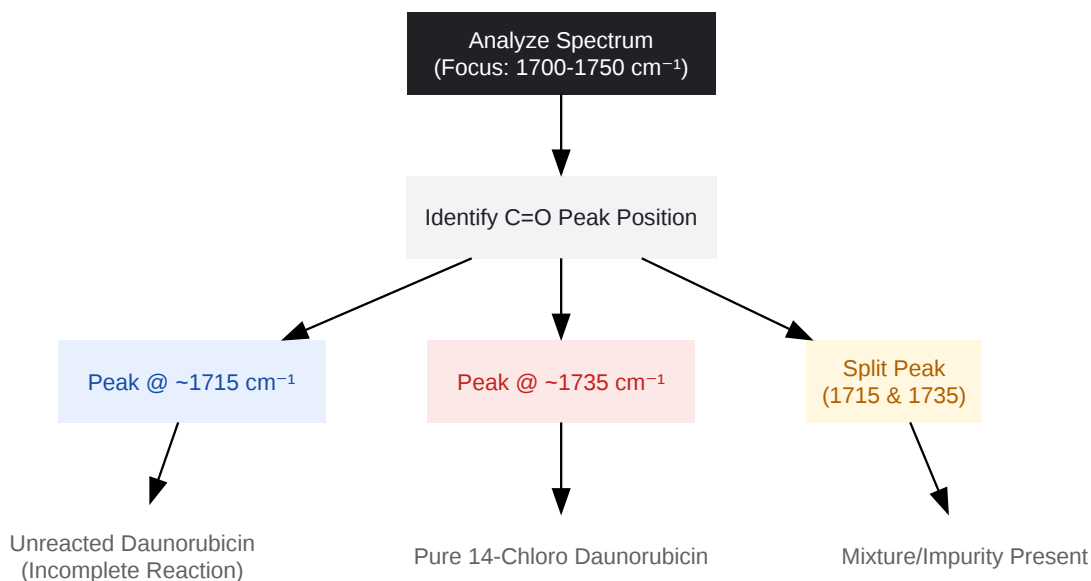 Analyze Spectrum
(Focus: 1700-1750 cm⁻¹)
Identify C=O Peak Position
Peak @ ~1715 cm⁻¹
Peak @ ~1735 cm⁻¹
Split Peak
(1715 & 1735)
Unreacted Daunorubicin
(Incomplete Reaction)
Pure 14-Chloro Daunorubicin
Mixture/Impurity Present